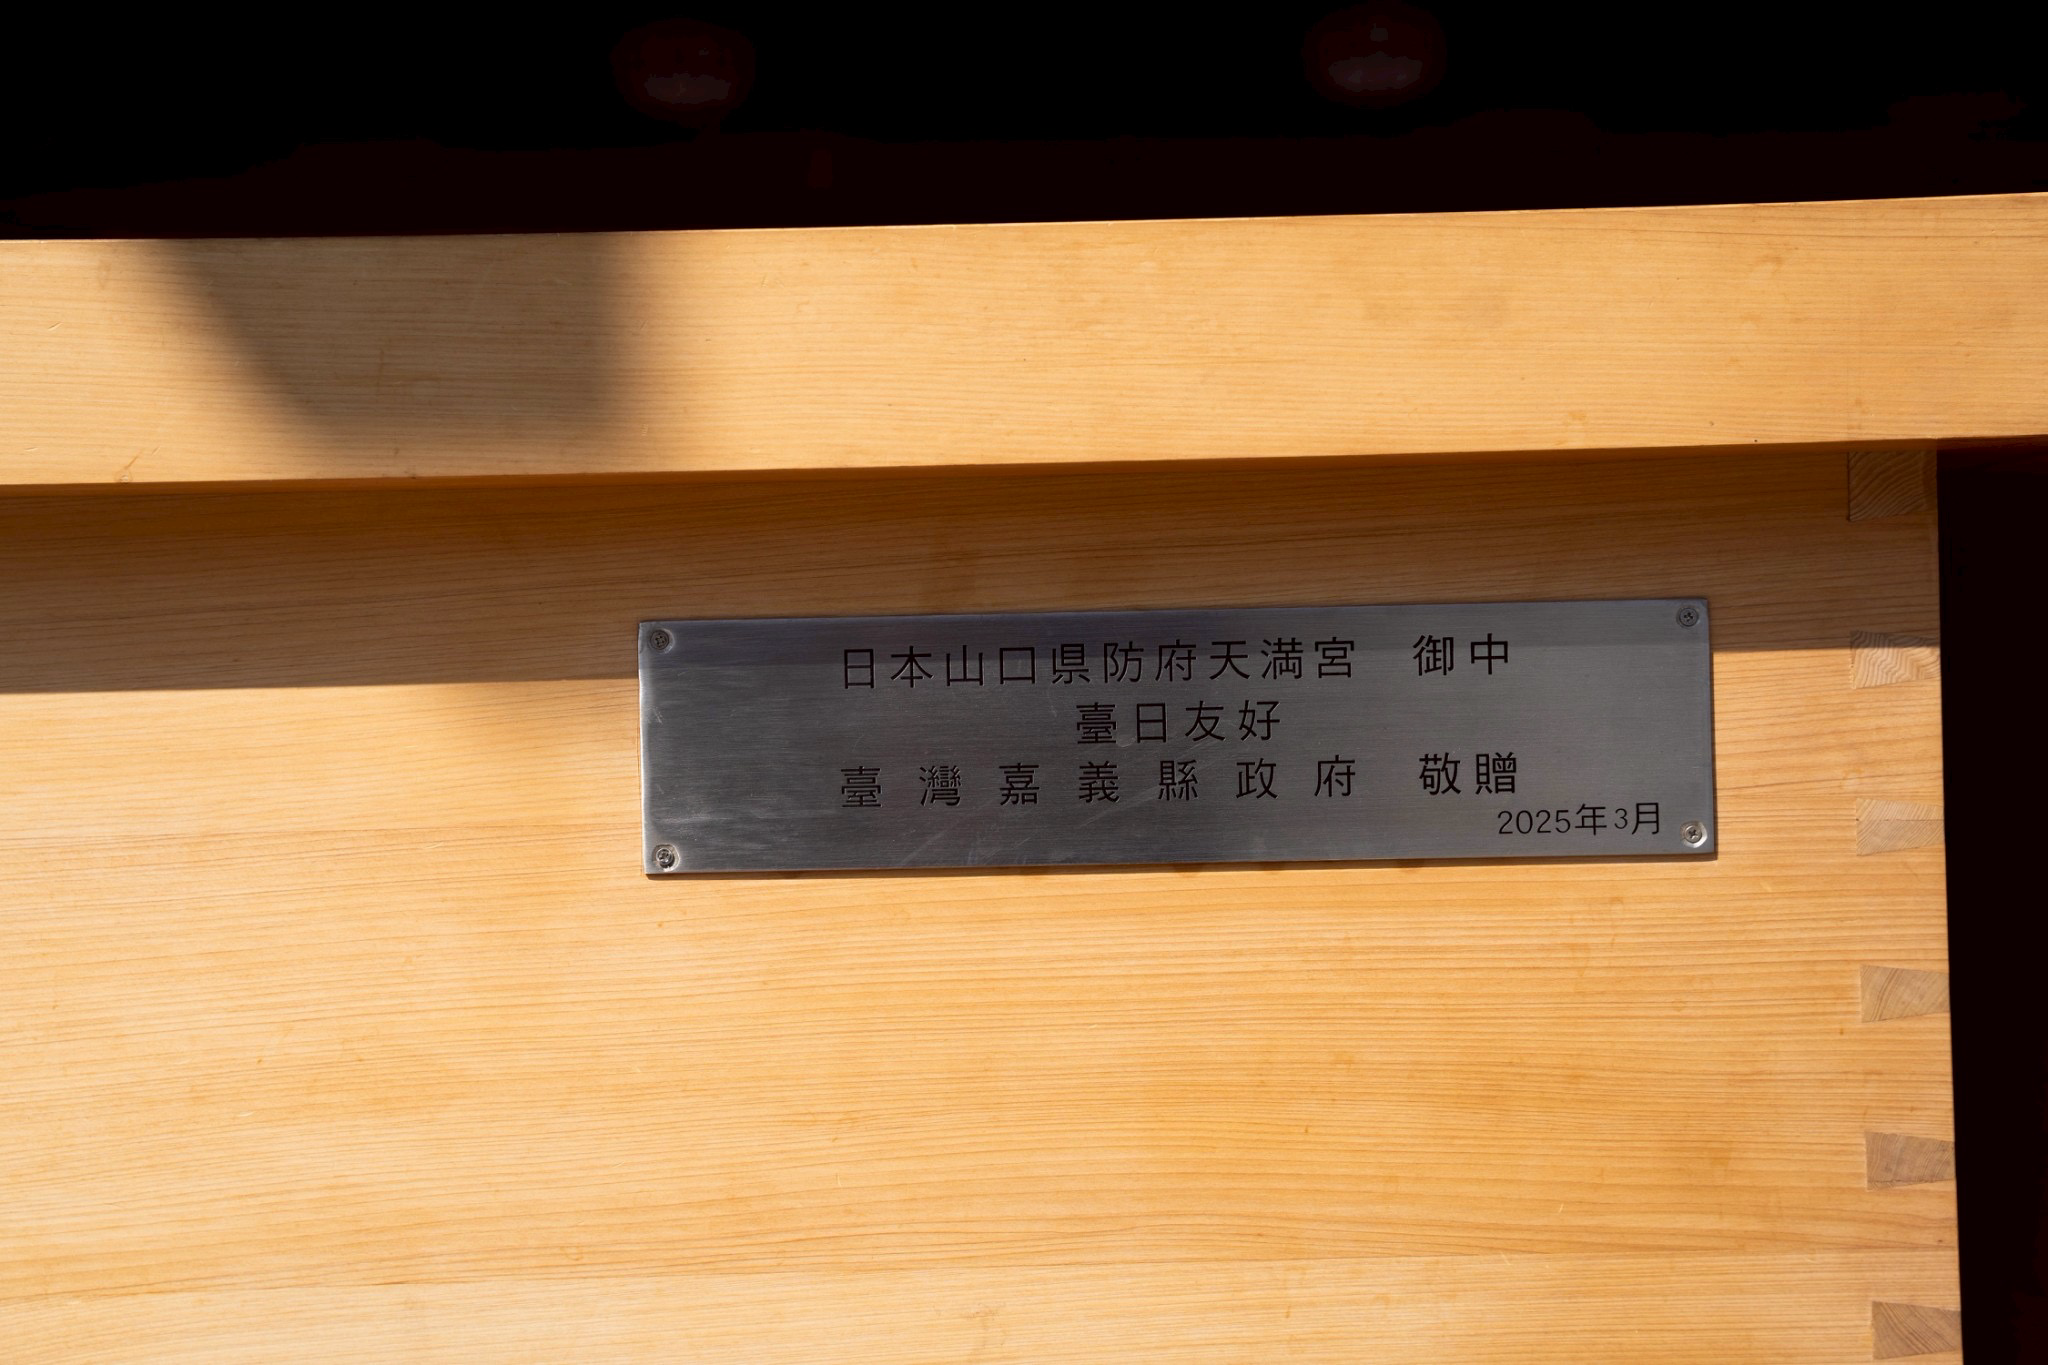 日本山口県防府天満宮　御中
臺日友好
臺灣嘉義縣政府　敬贈
2025年3月